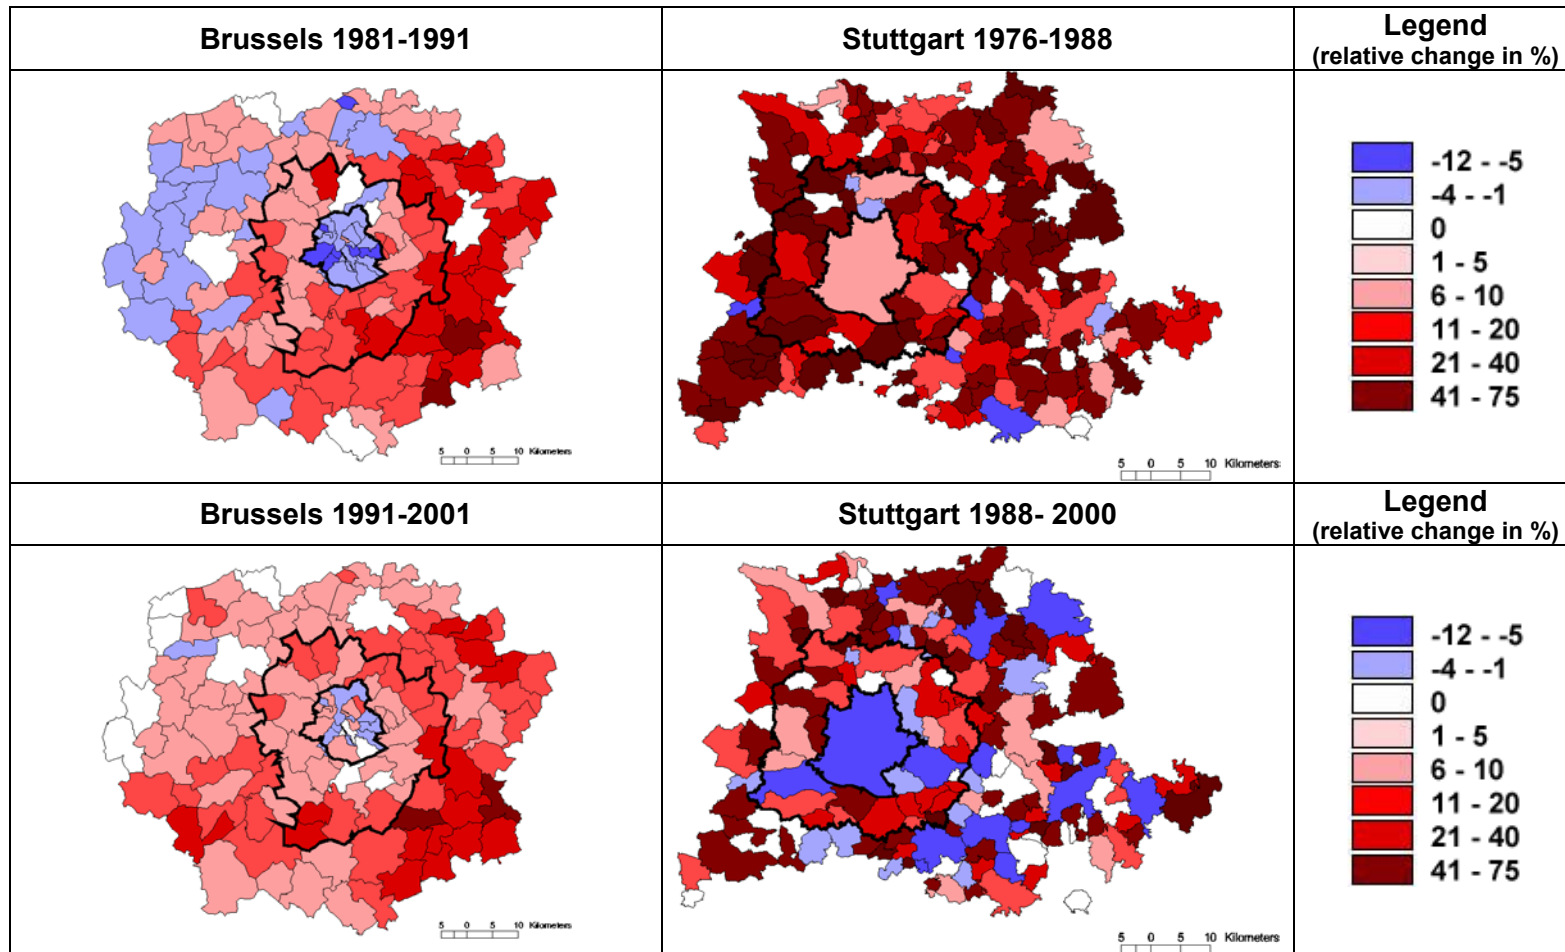 Brussels 1981-1991
Stuttgart 1976-1988
Legend
(relative change in %)
-12 - -5
-4 - -1
0
1 - 5
6 - 10
11 - 20
21 - 40
41 - 75
5 0 5 10 Kilometers
5 0 5 10 Kilometers
Brussels 1991-2001
Stuttgart 1988- 2000
Legend
(relative change in %)
-12 - -5
-4 - -1
0
1 - 5
6 - 10
11 - 20
21 - 40
41 - 75
5 0 5 10 Kilometers
5 0 5 10 Kilometers